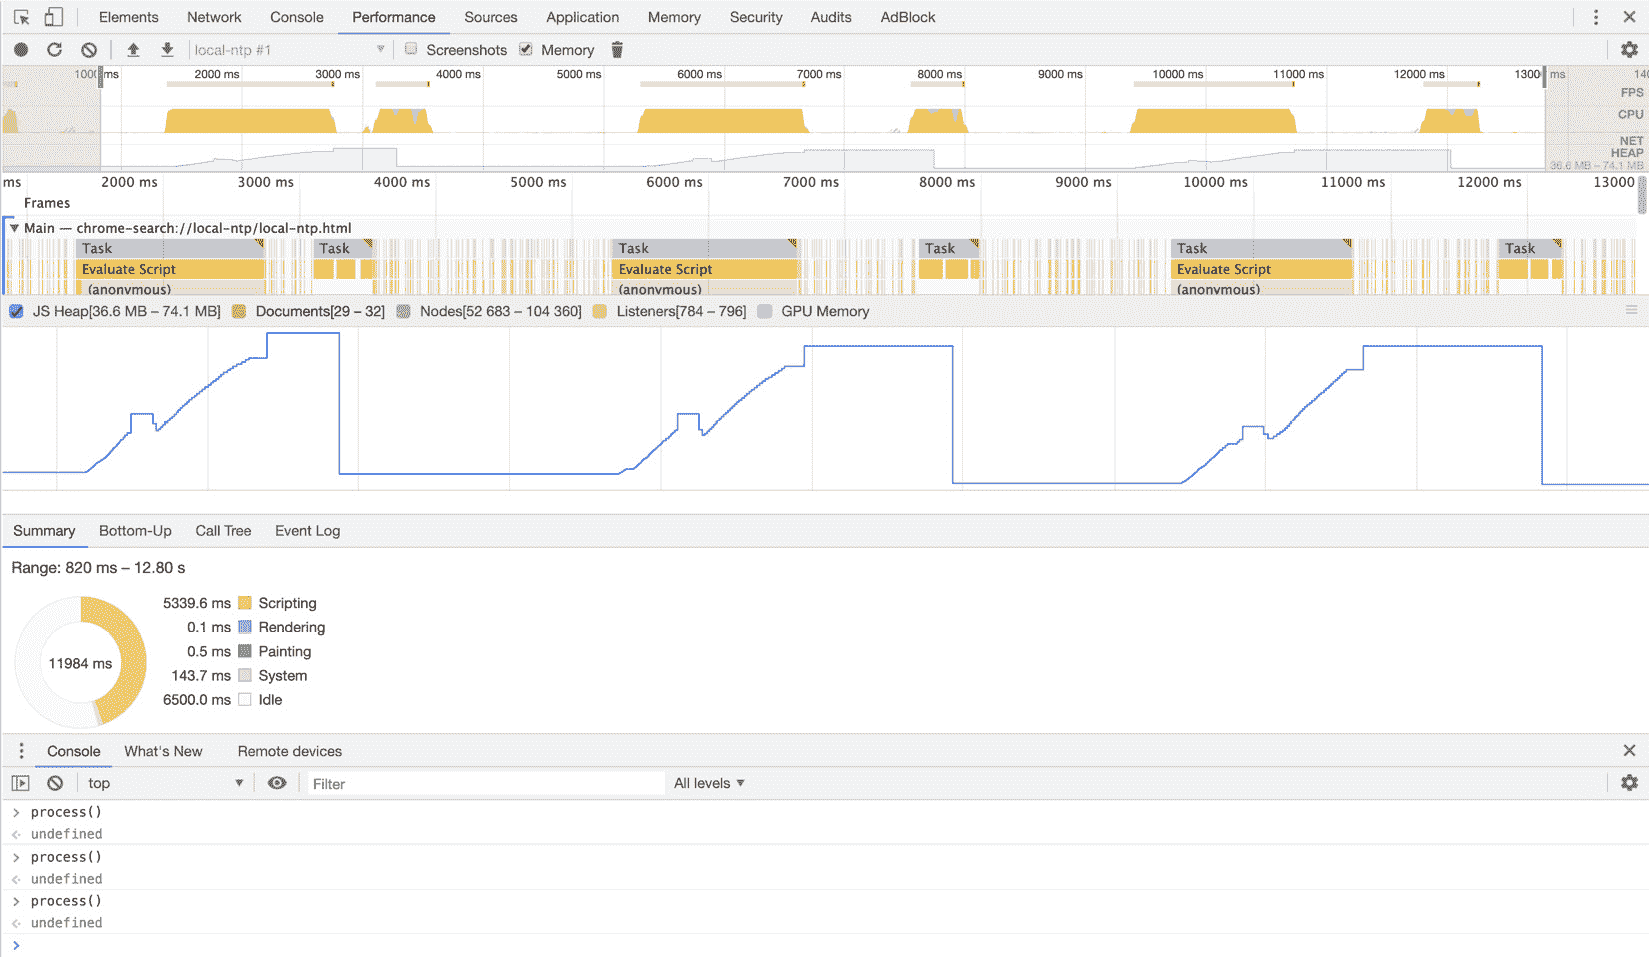 Elements Network Console Performance Sources Application Memory Security Audits AdBlock
local-ntp #1 Screenshots Memory
1000 ms 2000 ms 3000 ms 4000 ms 5000 ms 6000 ms 7000 ms 8000 ms 9000 ms 10000 ms 11000 ms 12000 ms 13000 ms 140
FPS
CPU
NET
HEAP
36.6 MB – 74.1 MB
ms 2000 ms 3000 ms 4000 ms 5000 ms 6000 ms 7000 ms 8000 ms 9000 ms 10000 ms 11000 ms 12000 ms 13000
Frames
Main — chrome-search://local-ntp/local-ntp.html
Task Task Task Task Task Task
Evaluate Script Evaluate Script Evaluate Script
(anonymous) (anonymous) (anonymous)
JS Heap[36.6 MB – 74.1 MB] Documents[29 – 32] Nodes[52 683 – 104 360] Listeners[784 – 796] GPU Memory
Summary Bottom-Up Call Tree Event Log
Range: 820 ms – 12.80 s
5339.6 ms Scripting
0.1 ms Rendering
11984 ms
0.5 ms Painting
143.7 ms System
6500.0 ms Idle
Console What's New Remote devices
top Filter All levels
process()
undefined
process()
undefined
process()
undefined